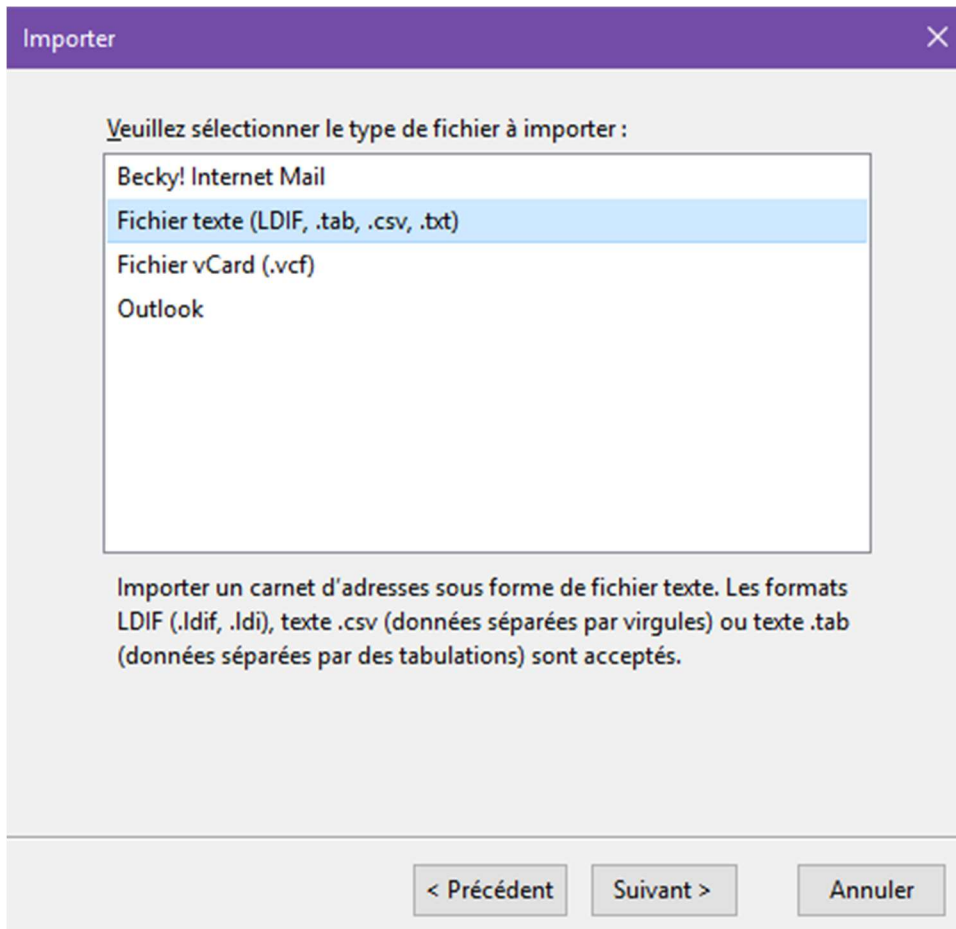 Importer
Veuillez sélectionner le type de fichier à importer :
Becky! Internet Mail
Fichier texte (LDIF, .tab, .csv, .txt)
Fichier vCard (.vcf)
Outlook
Importer un carnet d’adresses sous forme de fichier texte. Les formats
LDIF (.ldif, .ldi), texte .csv (données séparées par virgules) ou texte .tab
(données séparées par des tabulations) sont acceptés.
< Précédent
Suivant >
Annuler